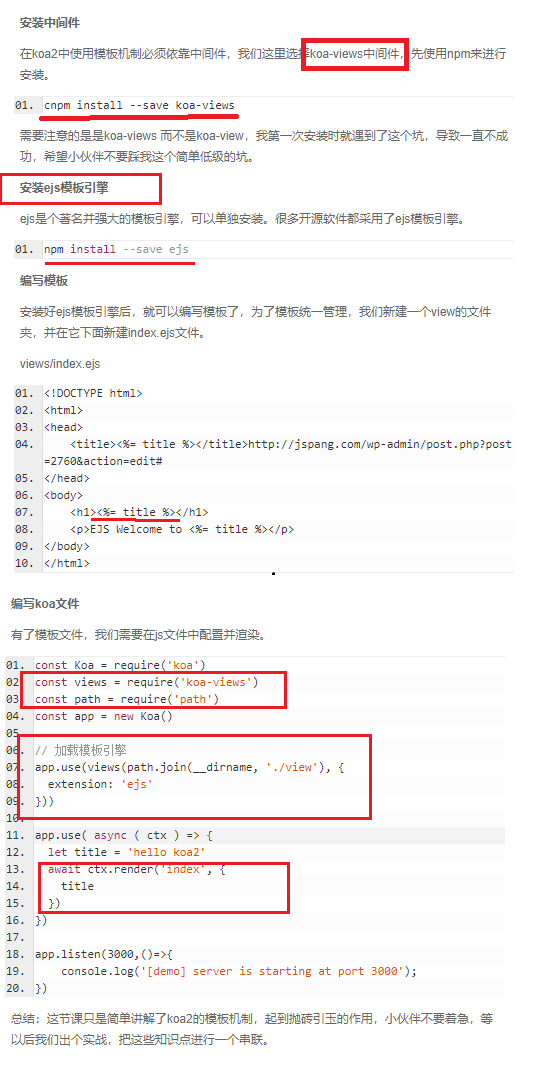 安装中间件
在koa2中使用模板机制必须依靠中间件，我们这里选择koa-views中间件，先使用npm来进行
安装。
01. cnpm install --save koa-views
需要注意的是是koa-views 而不是koa-view，我第一次安装时就遇到了这个坑，导致一直不成
功，希望小伙伴不要踩我这个简单低级的坑。
安装ejs模板引擎
ejs是个著名并强大的模板引擎，可以单独安装。很多开源软件都采用了ejs模板引擎。
01. npm install --save ejs
编写模板
安装好ejs模板引擎后，就可以编写模板了，为了模板统一管理，我们新建一个view的文件
夹，并在它下面新建index.ejs文件。
views/index.ejs
01. <!DOCTYPE html>
02. <html>
03. <head>
04.     <title><%= title %></title>http://jspang.com/wp-admin/post.php?post
=2760&action=edit#
05. </head>
06. <body>
07.     <h1><%= title %></h1>
08.     <p>EJS Welcome to <%= title %></p>
09. </body>
10. </html>
编写koa文件
有了模板文件，我们需要在js文件中配置并渲染。
01. const Koa = require('koa')
02. const views = require('koa-views')
03. const path = require('path')
04. const app = new Koa()
05.
06. // 加载模板引擎
07. app.use(views(path.join(__dirname, './view'), {
08.   extension: 'ejs'
09. }))
10.
11. app.use( async ( ctx ) => {
12.   let title = 'hello koa2'
13.   await ctx.render('index', {
14.     title
15.   })
16. })
17.
18. app.listen(3000,()=>{
19.     console.log('[demo] server is starting at port 3000');
20. })
总结：这节课只是简单讲解了koa2的模板机制，起到抛砖引玉的作用，小伙伴不要着急，等
以后我们出个实战，把这些知识点进行一个串联。